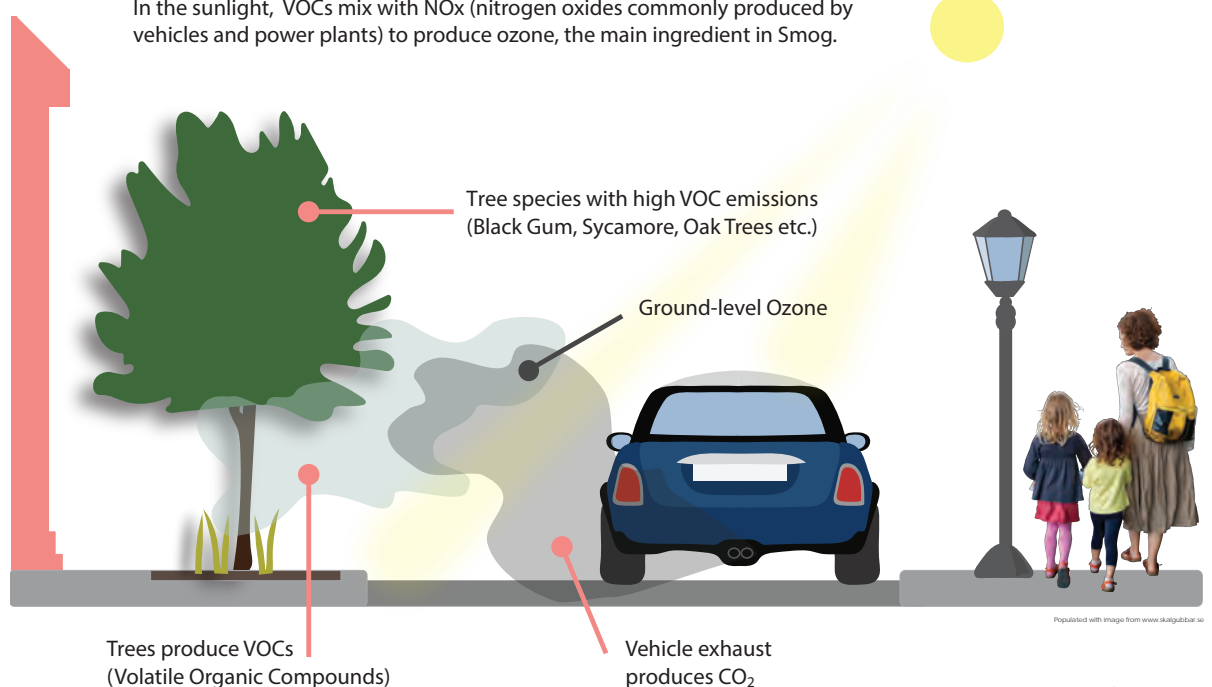 In the sunlight,  VOCs mix with NOx (nitrogen oxides commonly produced by
vehicles and power plants) to produce ozone, the main ingredient in Smog.
Tree species with high VOC emissions
(Black Gum, Sycamore, Oak Trees etc.)
Ground-level Ozone
Populated with image from www.skalgubbar.se
Trees produce VOCs
(Volatile Organic Compounds)
Vehicle exhaust
produces CO₂